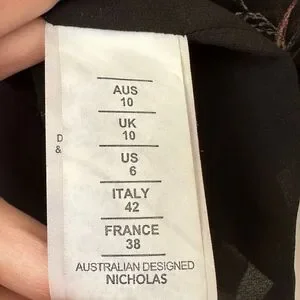 AUS
10
UK
10
D
&
US
6
ITALY
42
FRANCE
38
AUSTRALIAN DESIGNED
NICHOLAS